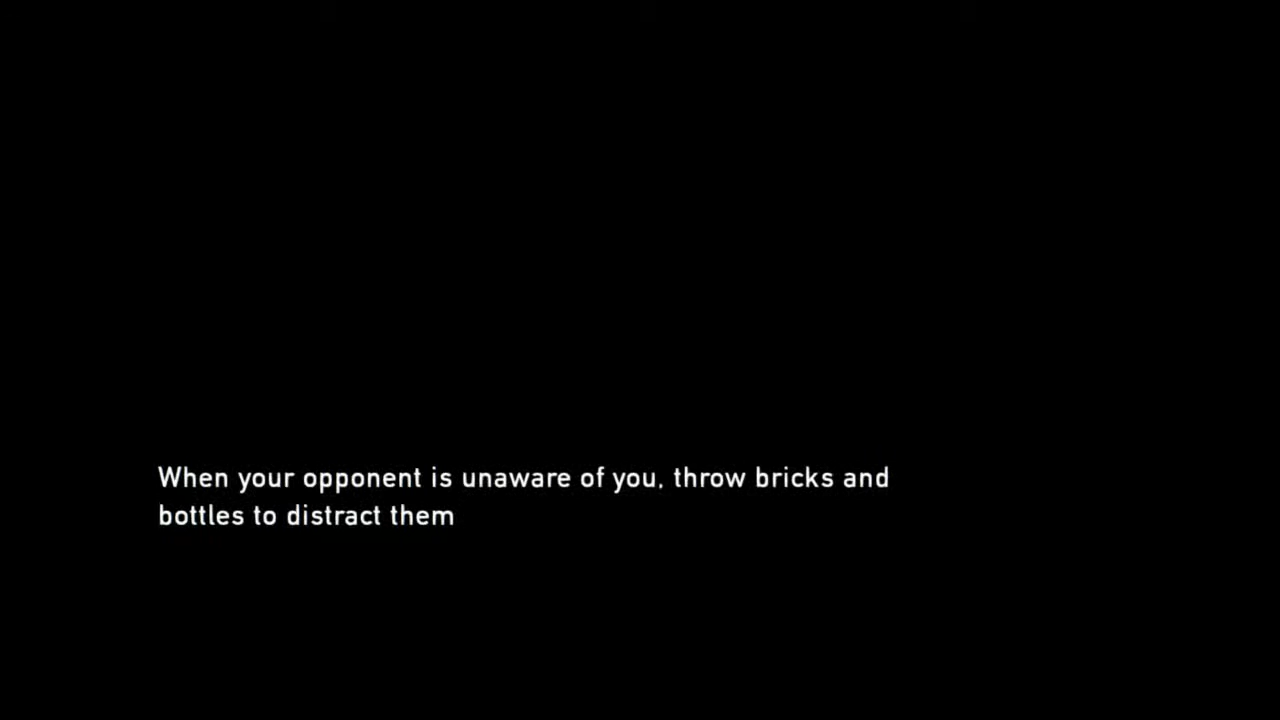 When your opponent is unaware of you, throw bricks and
bottles to distract them